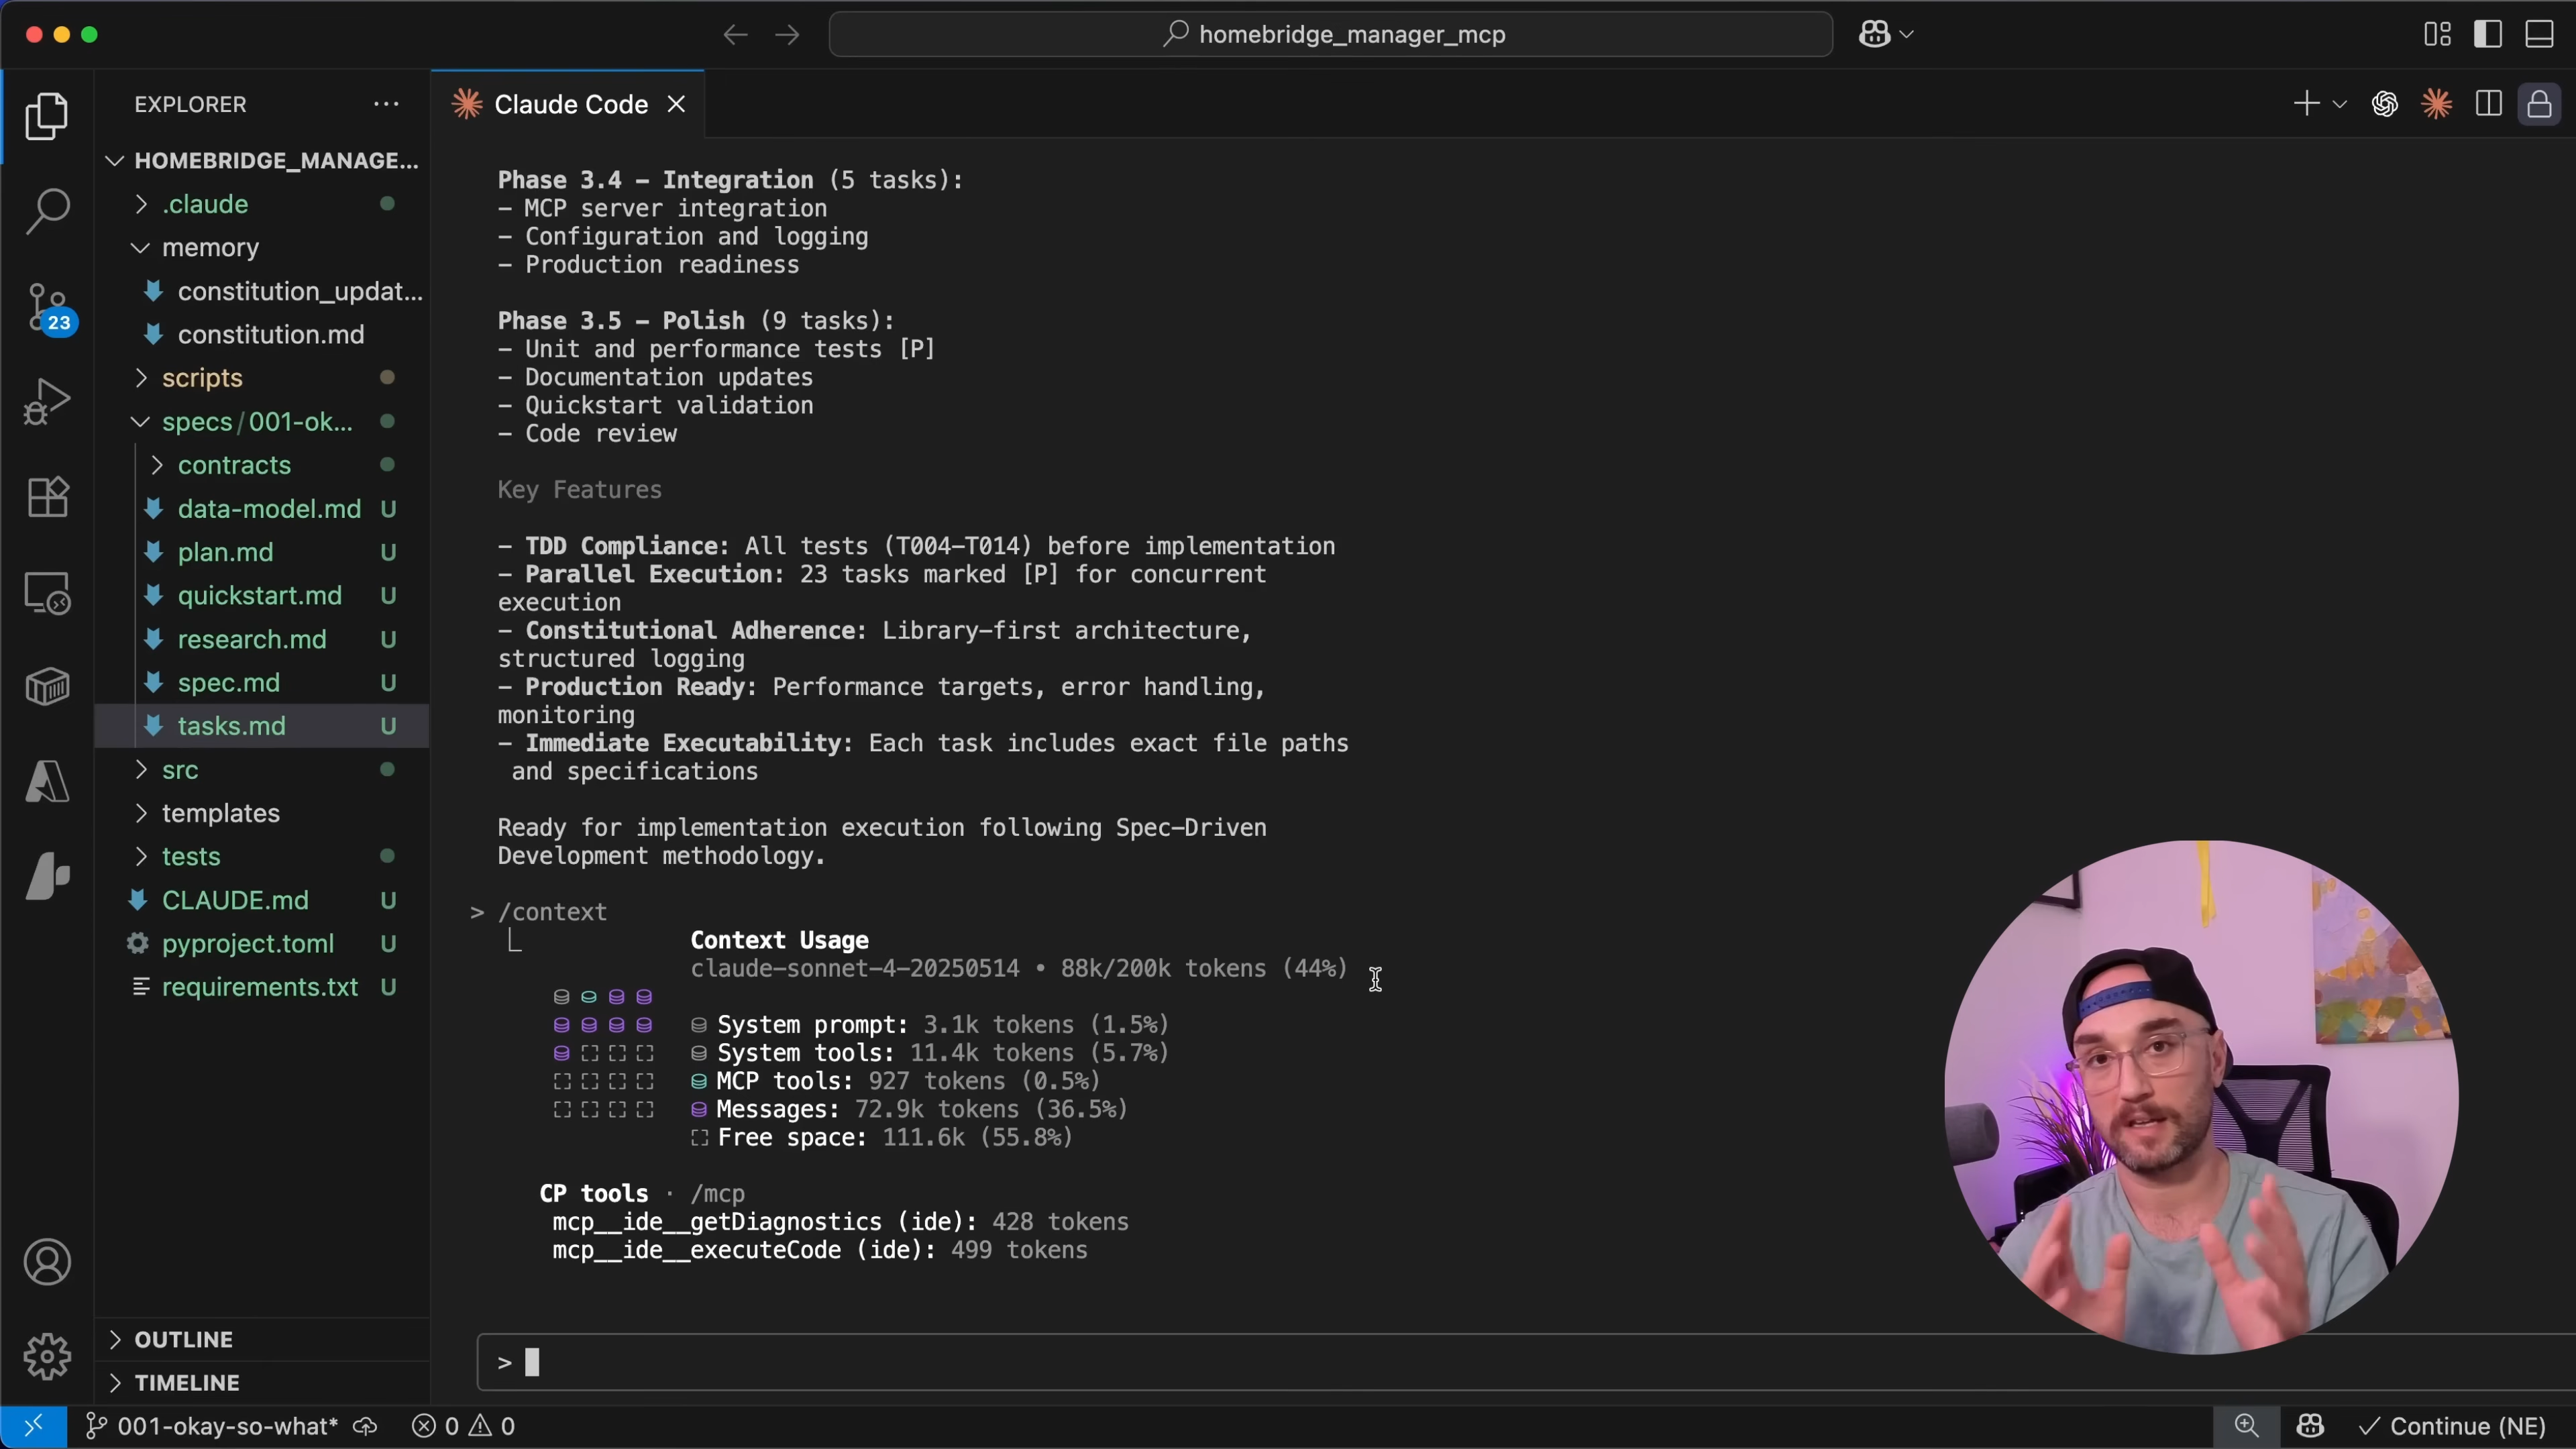 homebridge_manager_mcp
EXPLORER
HOMEBRIDGE_MANAGE...
.claude
memory
constitution_updat...
constitution.md
23
scripts
specs/001-ok...
contracts
data-model.md U
plan.md U
quickstart.md U
research.md U
spec.md U
tasks.md U
src
templates
tests
CLAUDE.md U
pyproject.toml U
requirements.txt U
OUTLINE
TIMELINE
Claude Code
Phase 3.4 – Integration (5 tasks):
– MCP server integration
– Configuration and logging
– Production readiness
Phase 3.5 – Polish (9 tasks):
– Unit and performance tests [P]
– Documentation updates
– Quickstart validation
– Code review
Key Features
– TDD Compliance: All tests (T004–T014) before implementation
– Parallel Execution: 23 tasks marked [P] for concurrent
execution
– Constitutional Adherence: Library–first architecture,
structured logging
– Production Ready: Performance targets, error handling,
monitoring
– Immediate Executability: Each task includes exact file paths
and specifications
Ready for implementation execution following Spec–Driven
Development methodology.
> /context
Context Usage
claude–sonnet–4–20250514 • 88k/200k tokens (44%)
System prompt: 3.1k tokens (1.5%)
System tools: 11.4k tokens (5.7%)
MCP tools: 927 tokens (0.5%)
Messages: 72.9k tokens (36.5%)
Free space: 111.6k (55.8%)
CP tools · /mcp
mcp__ide__getDiagnostics (ide): 428 tokens
mcp__ide__executeCode (ide): 499 tokens
>
001-okay-so-what* 0 0
Continue (NE)